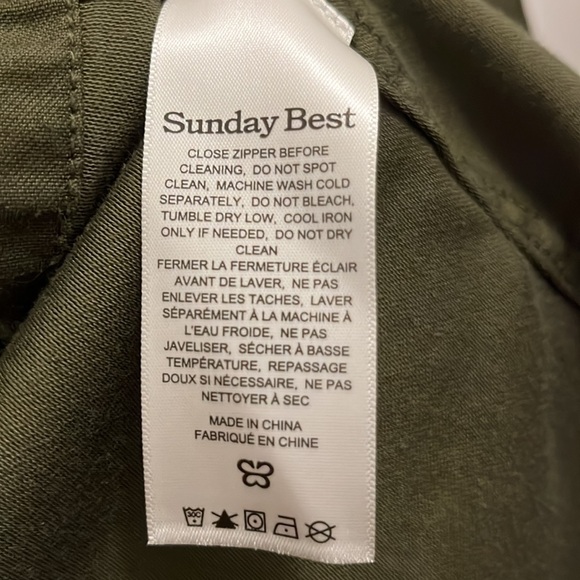 Sunday Best
CLOSE ZIPPER BEFORE
CLEANING, DO NOT SPOT
CLEAN, MACHINE WASH COLD
SEPARATELY, DO NOT BLEACH,
TUMBLE DRY LOW, COOL IRON
ONLY IF NEEDED, DO NOT DRY
CLEAN
FERMER LA FERMETURE ÉCLAIR
AVANT DE LAVER, NE PAS
ENLEVER LES TACHES, LAVER
SÉPARÉMENT À LA MACHINE À
L'EAU FROIDE, NE PAS
JAVELISER, SÉCHER À BASSE
TEMPÉRATURE, REPASSAGE
DOUX SI NÉCESSAIRE, NE PAS
NETTOYER À SEC
MADE IN CHINA
FABRIQUÉ EN CHINE
30C